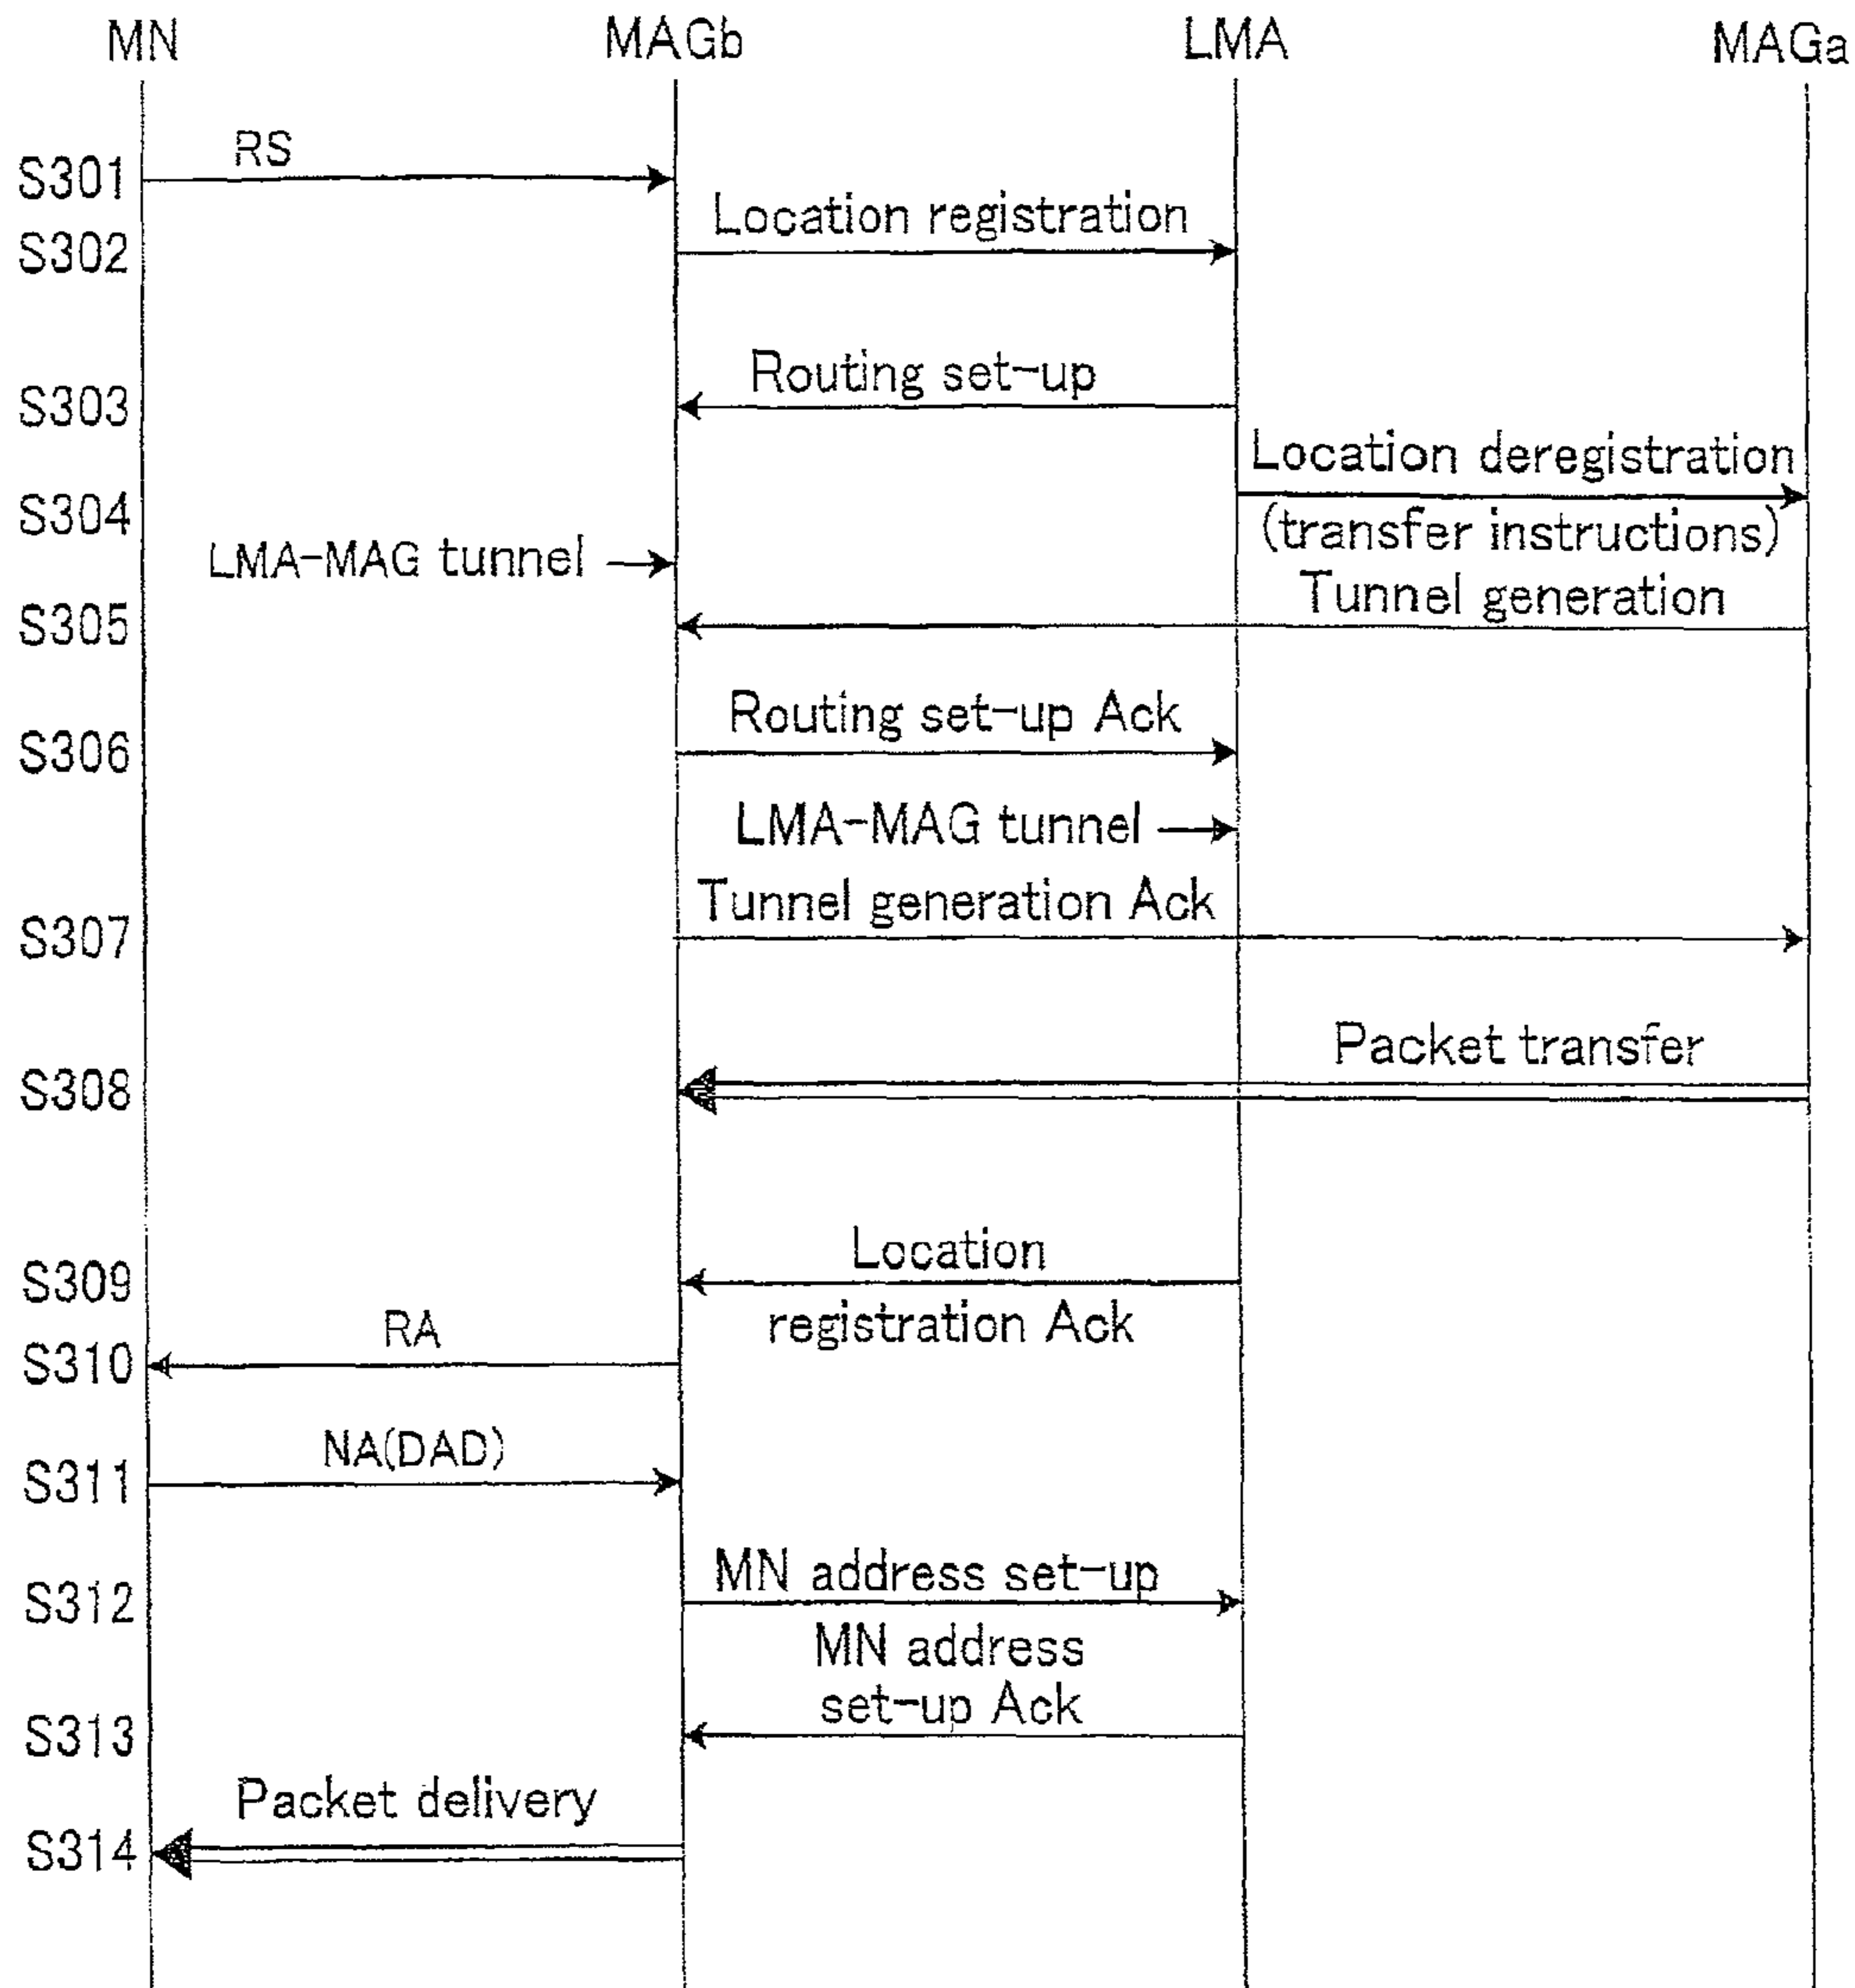 MN MAGb LMA MAGa
RS
S301
Location registration
S302
Routing set-up
S303
Location deregistration
S304
(transfer instructions)
LMA-MAG tunnel
Tunnel generation
S305
Routing set-up Ack
S306
LMA-MAG tunnel
Tunnel generation Ack
S307
Packet transfer
S308
Location
S309
registration Ack
RA
S310
NA(DAD)
S311
MN address set-up
S312
MN address
set-up Ack
S313
Packet delivery
S314